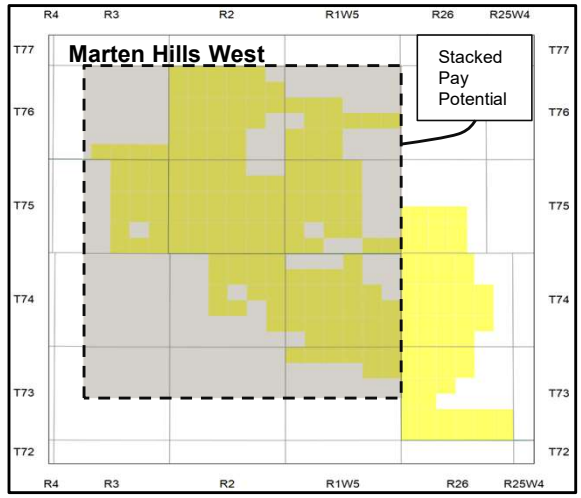 R4 R3 R2 R1W5 R26 R25W4
T77 T77
Marten Hills West
Stacked
Pay
Potential
T76 T76
T75 T75
T74 T74
T73 T73
T72 T72
R4 R3 R2 R1W5 R26 R25W4